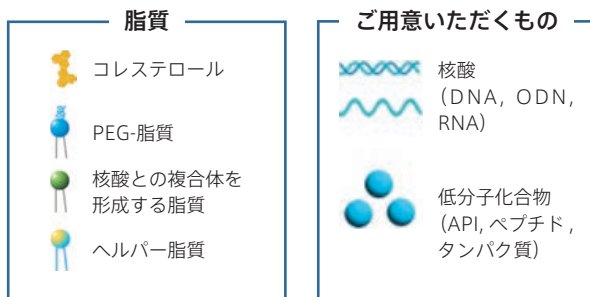 脂質
コレステロール
PEG-脂質
核酸との複合体を
形成する脂質
ヘルパー脂質
ご用意いただくもの
核酸
(DNA, ODN,
RNA)
低分子化合物
(API, ペプチド,
タンパク質)